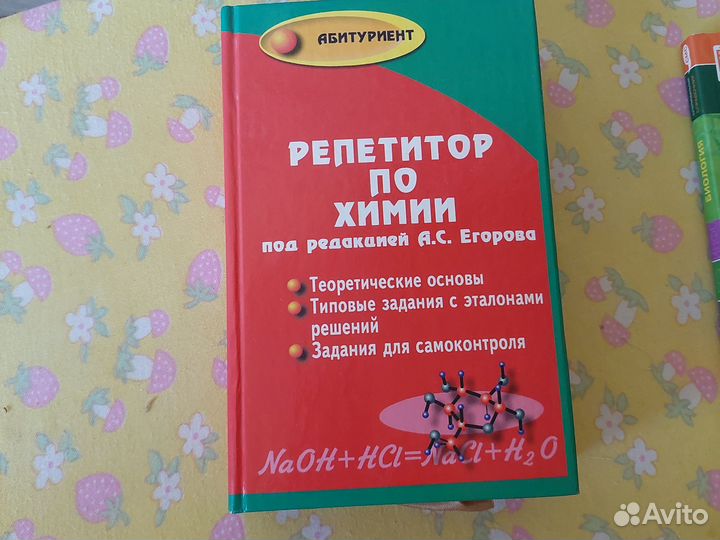 АБИТУРИЕНТ
РЕПЕТИТОР
ПО
ХИМИИ
под редакцией А.С. Егорова
Теоретические основы
Типовые задания с эталонами
решений
Задания для самоконтроля
NaOH+HCl=NaCl+H₂O
БИОЛОГИЯ
Avito